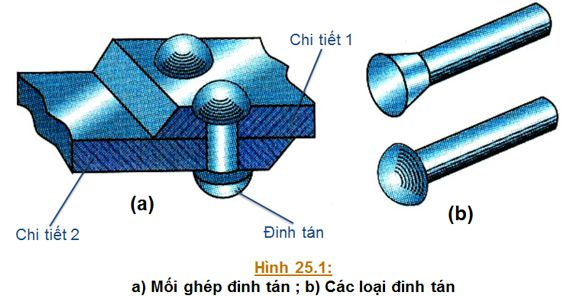 Chi tiết 1
(a)
(b)
Chi tiết 2
Đinh tán
Hình 25.1:
a) Mối ghép đinh tán ; b) Các loại đinh tán